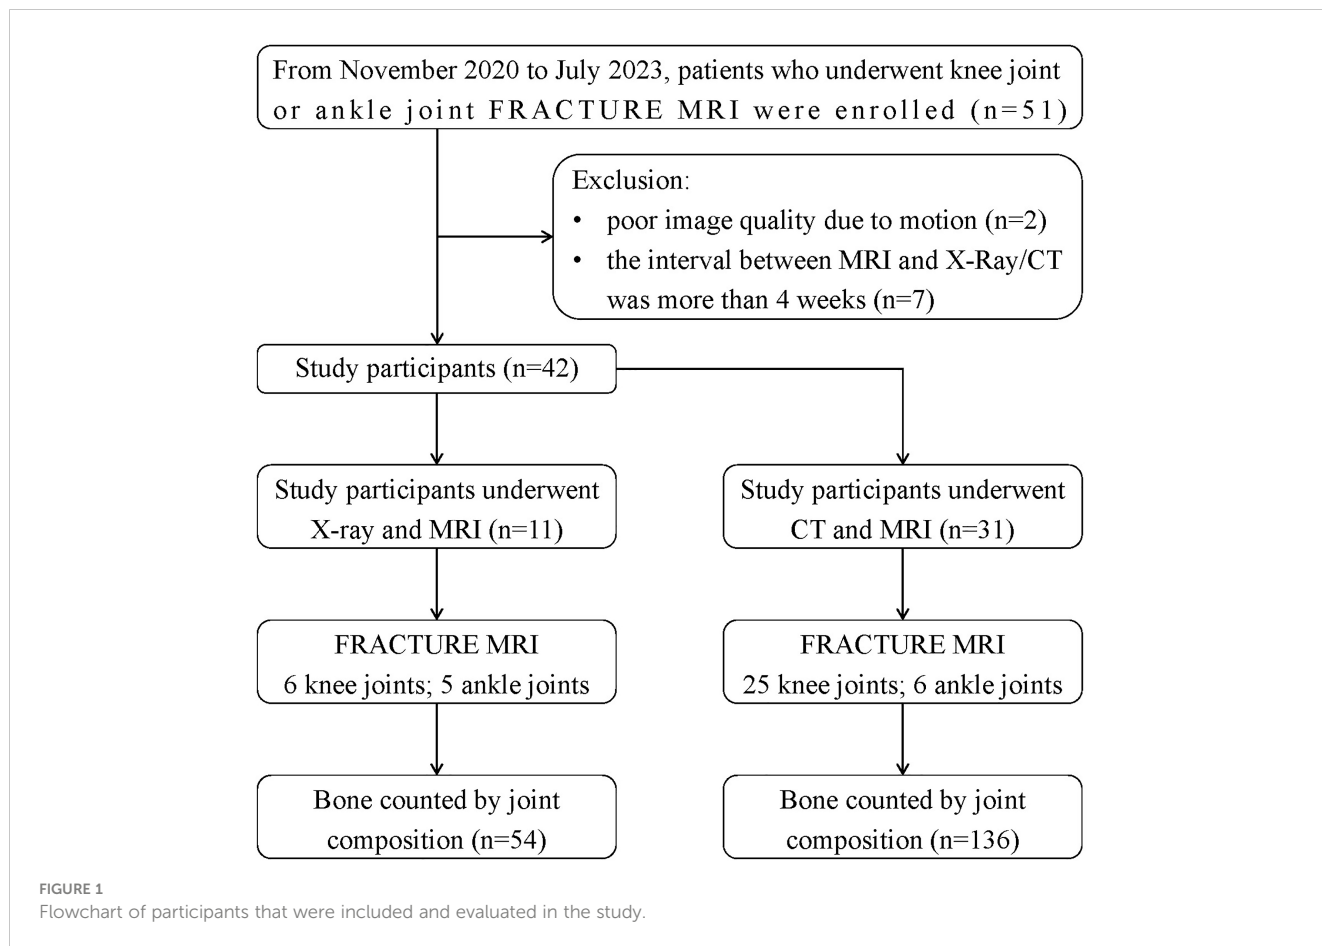 From November 2020 to July 2023, patients who underwent knee joint
or ankle joint FRACTURE MRI were enrolled (n=51)
Exclusion:
• poor image quality due to motion (n=2)
• the interval between MRI and X-Ray/CT
was more than 4 weeks (n=7)
Study participants (n=42)
Study participants underwent
X-ray and MRI (n=11)
Study participants underwent
CT and MRI (n=31)
FRACTURE MRI
6 knee joints; 5 ankle joints
FRACTURE MRI
25 knee joints; 6 ankle joints
Bone counted by joint
composition (n=54)
Bone counted by joint
composition (n=136)
FIGURE 1
Flowchart of participants that were included and evaluated in the study.